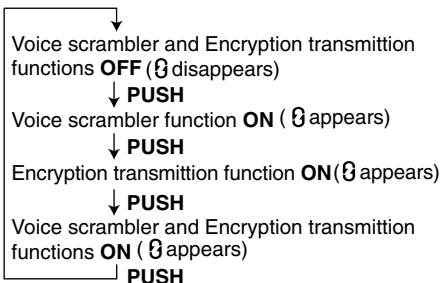 Voice scrambler and Encryption transmittion
functions OFF ( disappears)
PUSH
Voice scrambler function ON ( appears)
PUSH
Encryption transmittion function ON( appears)
PUSH
Voice scrambler and Encryption transmittion
functions ON ( appears)
PUSH